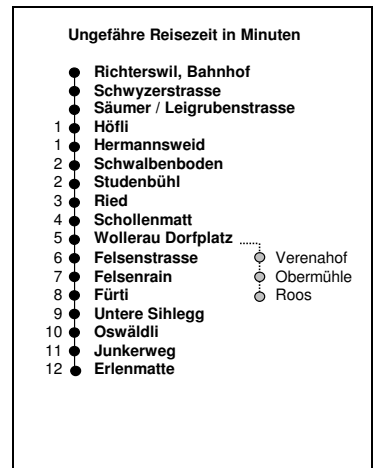 Ungefähre Reisezeit in Minuten
Richterswil, Bahnhof
Schwyzerstrasse
Säumer / Leigrubenstrasse
1 Höfli
1 Hermannsweid
2 Schwalbenboden
2 Studenbühl
3 Ried
4 Schollenmatt
5 Wollerau Dorfplatz
6 Felsenstrasse Verenahof
7 Felsenrain Obermühle
8 Fürti Roos
9 Untere Sihlegg
10 Oswäldli
11 Junkerweg
12 Erlenmatte